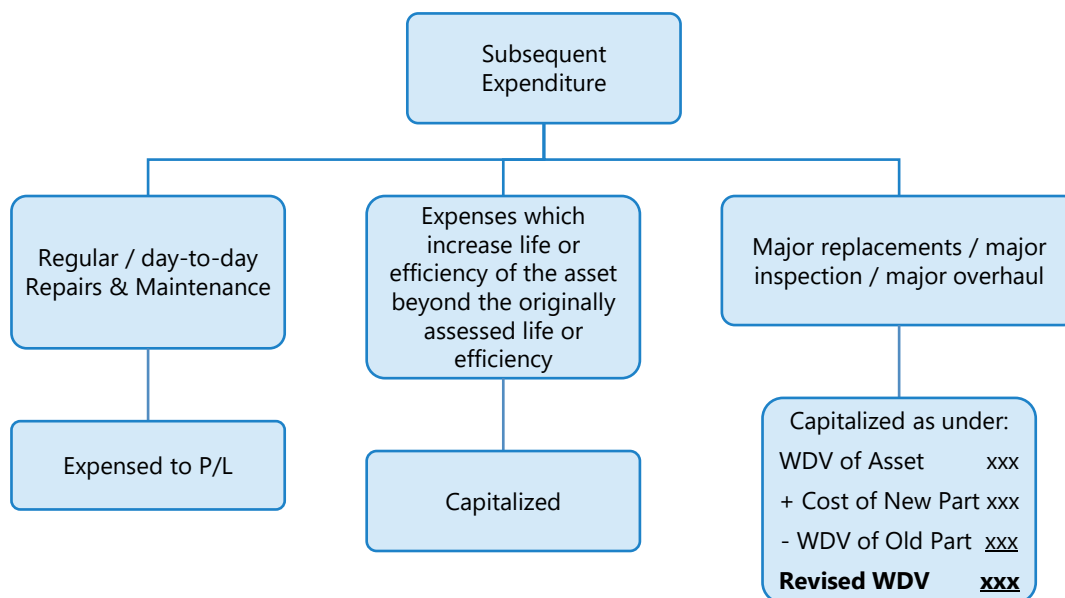 Subsequent
Expenditure
Regular / day-to-day
Repairs & Maintenance
Expensed to P/L
Expenses which
increase life or
efficiency of the asset
beyond the originally
assessed life or
efficiency
Capitalized
Major replacements / major
inspection / major overhaul
Capitalized as under:
WDV of Asset xxx
+ Cost of New Part xxx
- WDV of Old Part xxx
Revised WDV xxx